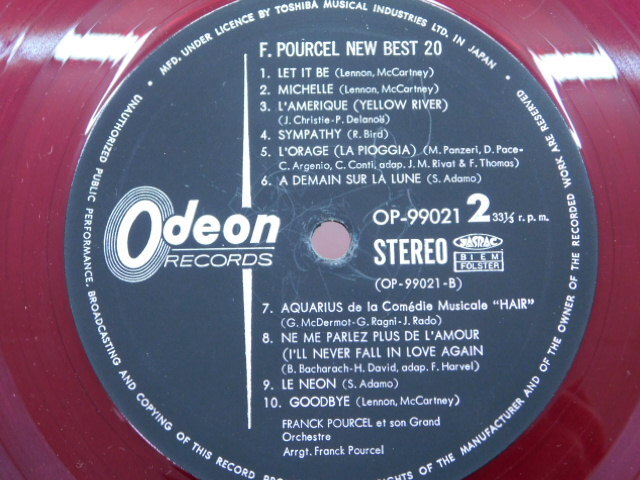 MFD. UNDER LICENCE BY TOSHIBA MUSICAL INDUSTRIES LTD. IN JAPAN • ALL RIGHTS OF THE MANUFACTURER AND OF THE OWNER OF THE RECORDED WORK ARE RESERVED
UNAUTHORIZED PUBLIC PERFORMANCE, BROADCASTING AND COPYING OF THIS RECORD
F. POURCEL NEW BEST 20
1. LET IT BE (Lennon, McCartney)
2. MICHELLE (Lennon, McCartney)
3. L'AMERIQUE (YELLOW RIVER)
(J. Christie-P. Delanoë)
4. SYMPATHY (R. Bird)
5. L'ORAGE (LA PIOGGIA) (M. Panzeri, D. Pace-
C. Argenio, C. Conti, adap. J. M. Rivat & F. Thomas)
6. A DEMAIN SUR LA LUNE (S. Adamo)
Odeon
RECORDS
OP-99021 2 33⅓ r. p. m.
STEREO JASRAC
BIEM
FOLSTER
(OP-99021-B)
7. AQUARIUS de la Comédie Musicale "HAIR"
(G. McDermot-G. Ragni-J. Rado)
8. NE ME PARLEZ PLUS DE L'AMOUR
(I'LL NEVER FALL IN LOVE AGAIN
(B. Bacharach-H. David, adap. F. Harvel)
9. LE NEON (S. Adamo)
10. GOODBYE (Lennon, McCartney)
FRANCK POURCEL et son Grand
Orchestre
Arrgt. Franck Pourcel